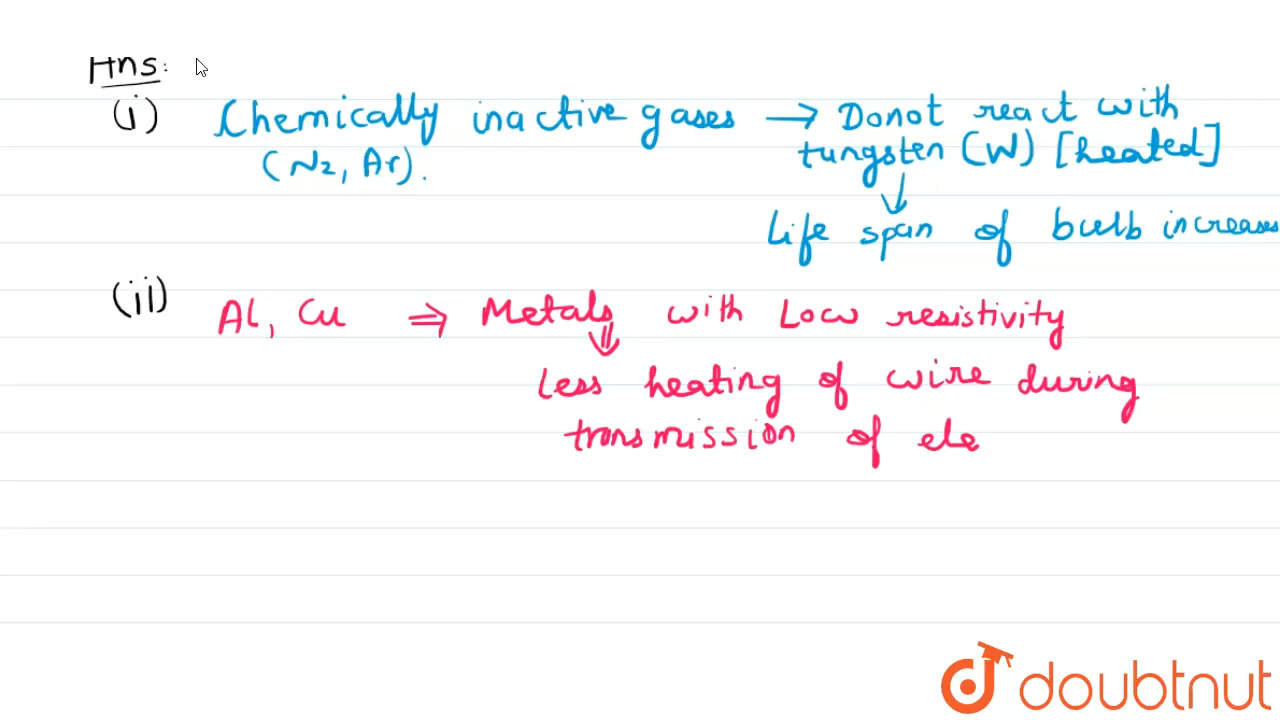 Ans:
(i) Chemically inactive gases → Donot react with
(N2, Ar). tungsten (W) [heated]
↓
Life span of bulb increases
(ii) Al, Cu ⇒ Metals with Low resistivity
⇓
Less heating of wire during
transmission of ele
doubtnut